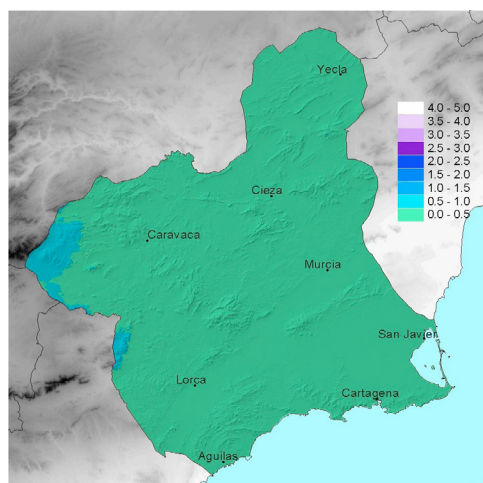 Yecla
4.0 - 5.0
3.5 - 4.0
3.0 - 3.5
2.5 - 3.0
2.0 - 2.5
1.5 - 2.0
1.0 - 1.5
0.5 - 1.0
0.0 - 0.5
Cieza
Caravaca
Murcia
San Javier
Lorca
Cartagena
Aguilas